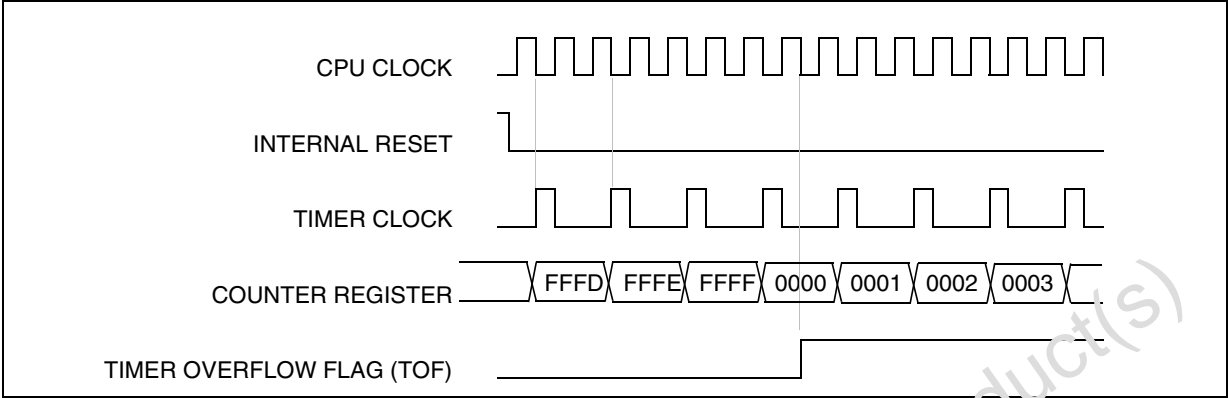 CPU CLOCK
INTERNAL RESET
TIMER CLOCK
COUNTER REGISTER FFFD FFFE FFFF 0000 0001 0002 0003
TIMER OVERFLOW FLAG (TOF)
duct(s)